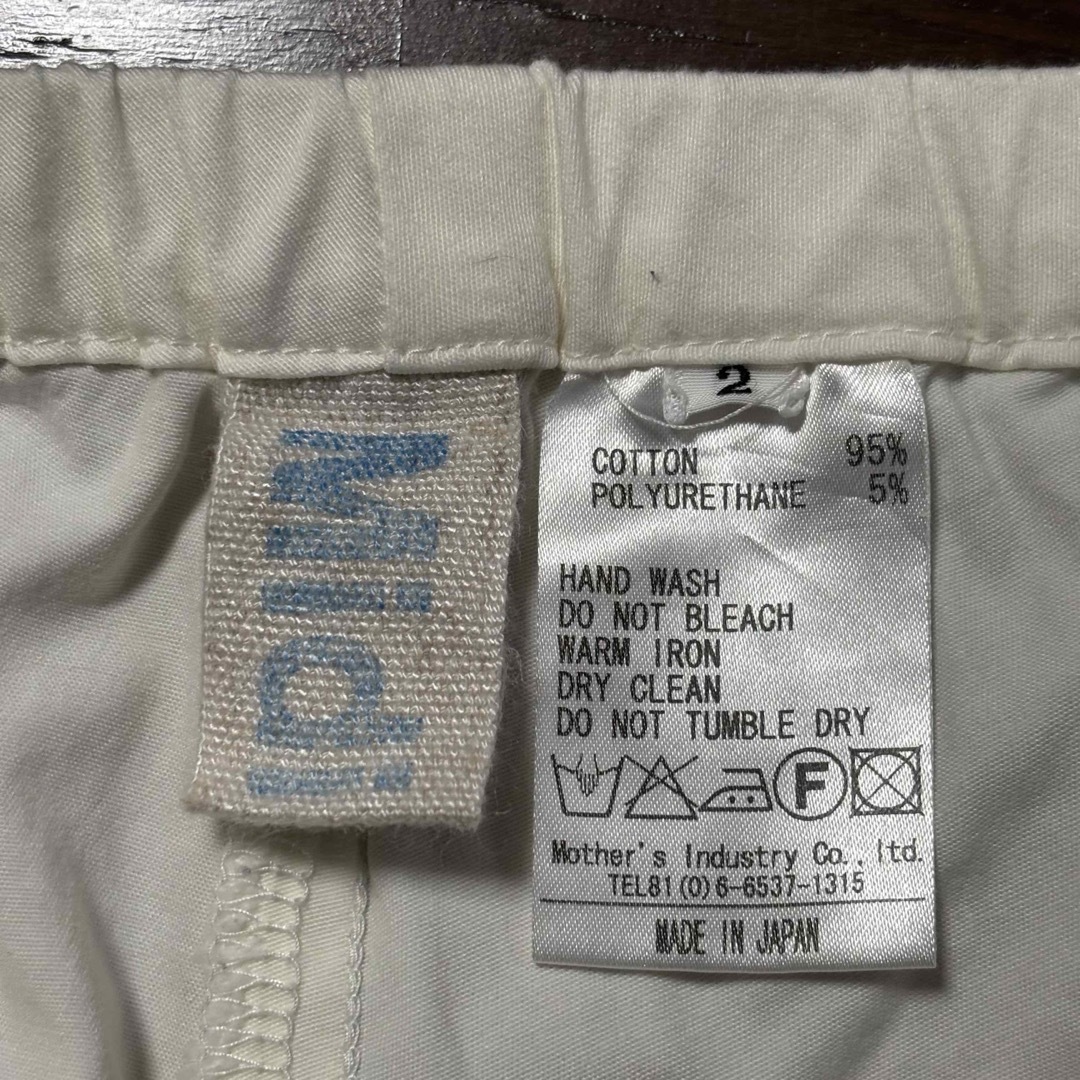 MiDi
2
COTTON 95%
POLYURETHANE 5%
HAND WASH
DO NOT BLEACH
WARM IRON
DRY CLEAN
DO NOT TUMBLE DRY
F
Mother's Industry Co., ltd.
TEL81(0)6-6537-1315
MADE IN JAPAN